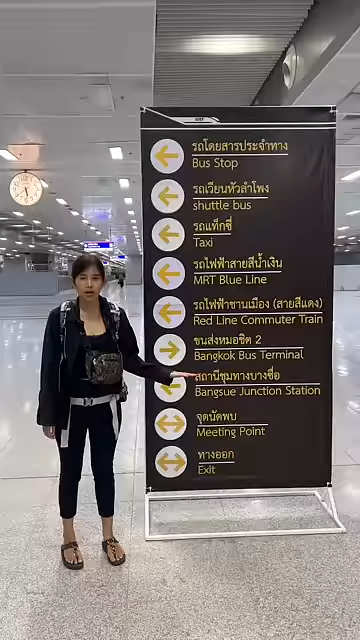 รถโดยสารประจำทาง
Bus Stop
รถเวียนหัวลำโพง
shuttle bus
รถแท็กซี่
Taxi
รถไฟฟ้าสายสีน้ำเงิน
MRT Blue Line
รถไฟฟ้าชานเมือง (สายสีแดง)
Red Line Commuter Train
ขนส่งหมอชิต 2
Bangkok Bus Terminal
สถานีชุมทางบางซื่อ
Bangsue Junction Station
จุดนัดพบ
Meeting Point
ทางออก
Exit